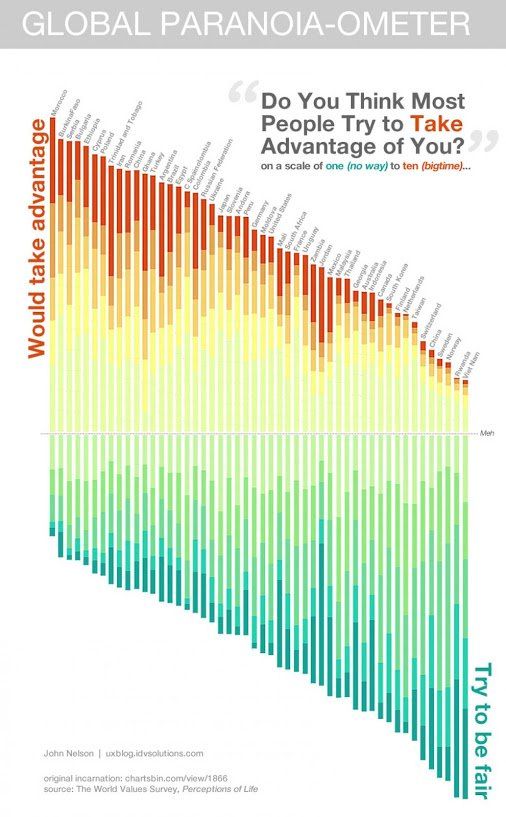 GLOBAL PARANOIA-OMETER
“
Do You Think Most
People Try to Take
Advantage of You?
”
on a scale of one (no way) to ten (bigtime)...
Would take advantage
Morocco
BurkinaFaso
Serbia
Bulgaria
Ethiopia
Cyprus
Poland
Trinidad and Tobago
Iran
Romania
China
Ghana
Turkey
Argentina
Brazil
Egypt
Spain
Colombia
Russian Federation
Ukraine
Japan
Slovenia
Andorra
Peru
Germany
Moldova
United States
Mali
South Africa
France
Uruguay
Zambia
Jordan
Mexico
Malaysia
Thailand
Georgia
Australia
Indonesia
Canada
South Korea
Finland
Netherlands
Taiwan
Switzerland
China
Sweden
Norway
Rwanda
Viet Nam
Meh
Try to be fair
John Nelson | uxblog.idvsolutions.com
original incarnation: chartsbin.com/view/1866
source: The World Values Survey, Perceptions of Life